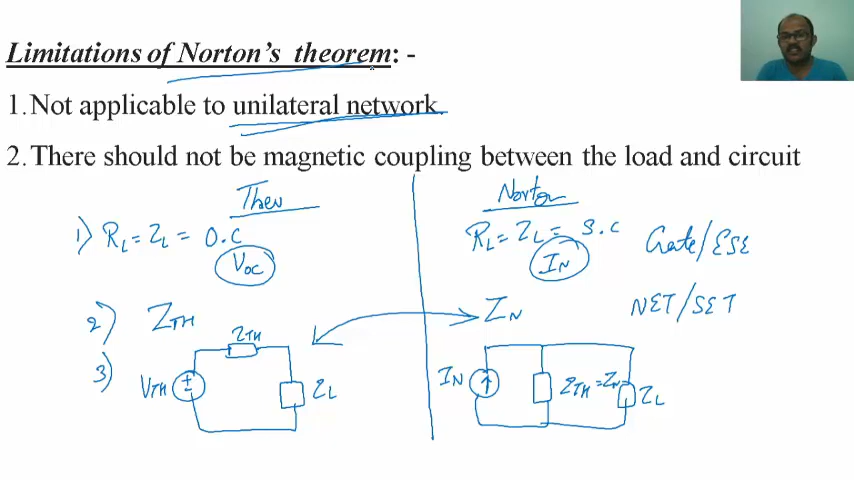 Limitations of Norton's theorem: -
1. Not applicable to unilateral network.
2. There should not be magnetic coupling between the load and circuit
Thev
Norton
1) RL = ZL = O.C
VOC
RL = ZL = S.C
IN
Gate/ESE
2) ZTH
ZN
NET/SET
3)
ZTH
VTH
ZL
IN
ZTH = ZN
ZL